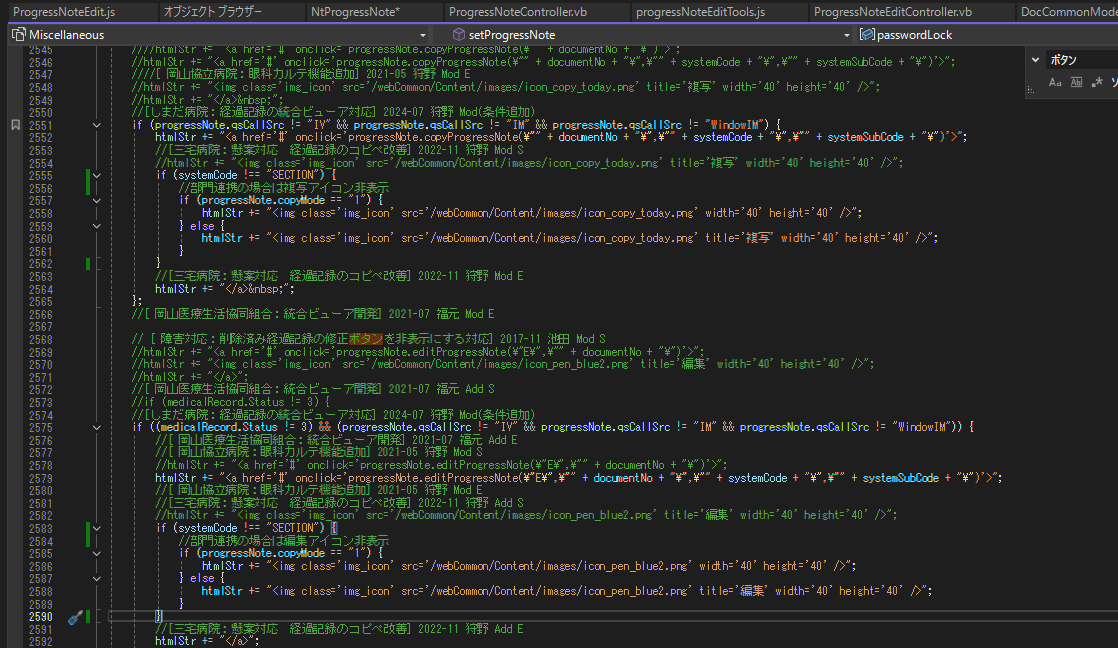 ProgressNoteEdit.js オブジェクト ブラウザー NtProgressNote* ProgressNoteController.vb progressNoteEditTools.js ProgressNoteEditController.vb DocCommonMode
Miscellaneous setProgressNote passwordLock
ボタン
2545 ////htmlStr += "<a href='#' onclick='progressNote.copyProgressNote(\"" + documentNo + "\")'>";
2546 //htmlStr += "<a href='#' onclick='progressNote.copyProgressNote(\"" + documentNo + "\",\"" + systemCode + "\",\"" + systemSubCode + "\")'>";
2547 ////[岡山協立病院：眼科カルテ機能追加] 2021-05 狩野 Mod E
2548 //htmlStr += "<img class='img_icon' src='/webCommon/Content/images/icon_copy_today.png' title='複写' width='40' height='40' />";
2549 //htmlStr += "</a>&nbsp;";
2550 //[しまだ病院：経過記録の統合ビューア対応] 2024-07 狩野 Mod(条件追加)
2551 if (progressNote.qsCallSrc != "IV" && progressNote.qsCallSrc != "IM" && progressNote.qsCallSrc != "WindowIM") {
2552 htmlStr += "<a href='#' onclick='progressNote.copyProgressNote(\"" + documentNo + "\",\"" + systemCode + "\",\"" + systemSubCode + "\")'>";
2553 //[三宅病院：懸案対応　経過記録のコピペ改善] 2022-11 狩野 Mod S
2554 //htmlStr += "<img class='img_icon' src='/webCommon/Content/images/icon_copy_today.png' title='複写' width='40' height='40' />";
2555 if (systemCode !== "SECTION") {
2556 //部門連携の場合は複写アイコン非表示
2557 if (progressNote.copyMode == "1") {
2558 htmlStr += "<img class='img_icon' src='/webCommon/Content/images/icon_copy_today.png' width='40' height='40' />";
2559 } else {
2560 htmlStr += "<img class='img_icon' src='/webCommon/Content/images/icon_copy_today.png' title='複写' width='40' height='40' />";
2561 }
2562 }
2563 //[三宅病院：懸案対応　経過記録のコピペ改善] 2022-11 狩野 Mod E
2564 htmlStr += "</a>&nbsp;";
2565 };
2566 //[岡山医療生活協同組合：統合ビューア開発] 2021-07 福元 Mod E
2567
2568 // [障害対応：削除済み経過記録の修正ボタンを非表示にする対応] 2017-11 池田 Mod S
2569 //htmlStr += "<a href='#' onclick='progressNote.editProgressNote(\"E\",\"" + documentNo + "\")'>";
2570 //htmlStr += "<img class='img_icon' src='/webCommon/Content/images/icon_pen_blue2.png' title='編集' width='40' height='40' />";
2571 //htmlStr += "</a>";
2572 //[岡山医療生活協同組合：統合ビューア開発] 2021-07 福元 Add S
2573 //if (medicalRecord.Status != 3) {
2574 //[しまだ病院：経過記録の統合ビューア対応] 2024-07 狩野 Mod(条件追加)
2575 if ((medicalRecord.Status != 3) && (progressNote.qsCallSrc != "IV" && progressNote.qsCallSrc != "IM" && progressNote.qsCallSrc != "WindowIM")) {
2576 //[岡山医療生活協同組合：統合ビューア開発] 2021-07 福元 Add E
2577 //[岡山協立病院：眼科カルテ機能追加] 2021-05 狩野 Mod S
2578 //htmlStr += "<a href='#' onclick='progressNote.editProgressNote(\"E\",\"" + documentNo + "\")'>";
2579 htmlStr += "<a href='#' onclick='progressNote.editProgressNote(\"E\",\"" + documentNo + "\",\"" + systemCode + "\",\"" + systemSubCode + "\")'>";
2580 //[岡山協立病院：眼科カルテ機能追加] 2021-05 狩野 Mod E
2581 //[三宅病院：懸案対応　経過記録のコピペ改善] 2022-11 狩野 Add S
2582 //htmlStr += "<img class='img_icon' src='/webCommon/Content/images/icon_pen_blue2.png' title='編集' width='40' height='40' />";
2583 if (systemCode !== "SECTION") {
2584 //部門連携の場合は編集アイコン非表示
2585 if (progressNote.copyMode == "1") {
2586 htmlStr += "<img class='img_icon' src='/webCommon/Content/images/icon_pen_blue2.png' width='40' height='40' />";
2587 } else {
2588 htmlStr += "<img class='img_icon' src='/webCommon/Content/images/icon_pen_blue2.png' title='編集' width='40' height='40' />";
2589 }
2590 }
2591 //[三宅病院：懸案対応　経過記録のコピペ改善] 2022-11 狩野 Add E
2592 htmlStr += "</a>";